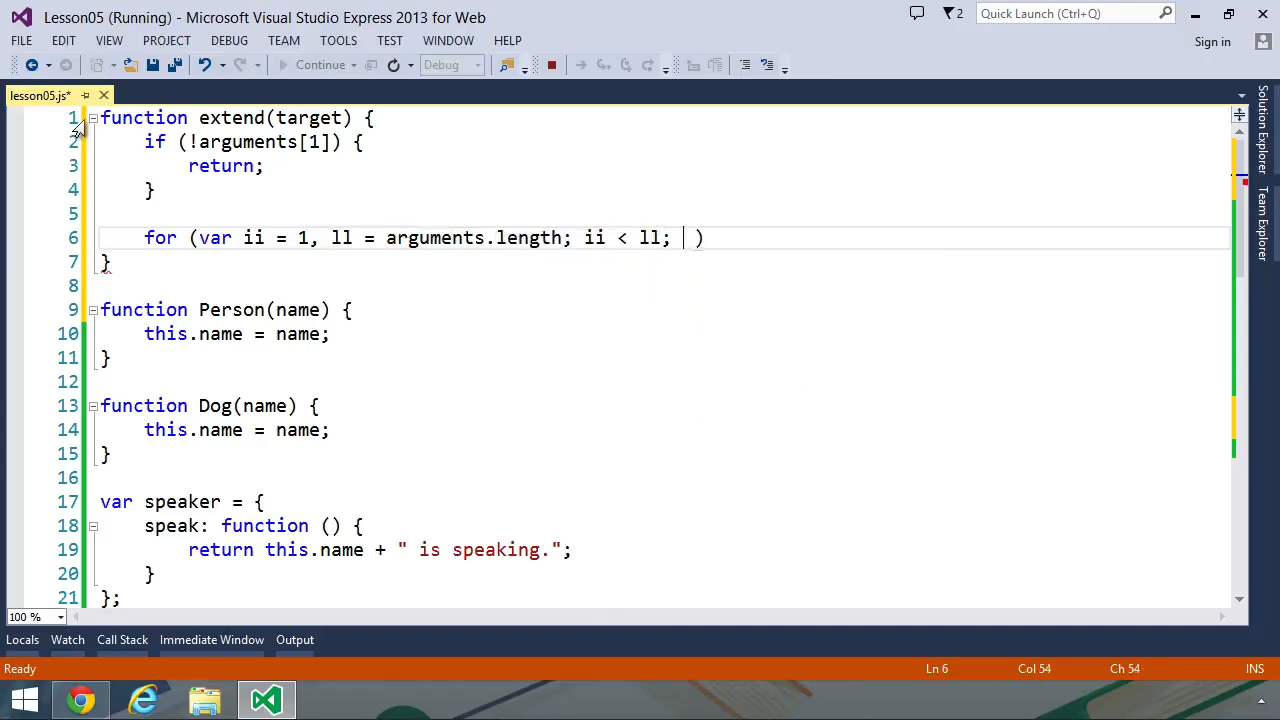 Lesson05 (Running) - Microsoft Visual Studio Express 2013 for Web
2
Quick Launch (Ctrl+Q)
FILE EDIT VIEW PROJECT DEBUG TEAM TOOLS TEST WINDOW HELP
Sign in
Continue
Debug
lesson05.js*
1 function extend(target) {
2 if (!arguments[1]) {
3 return;
4 }
5
6 for (var ii = 1, ll = arguments.length; ii < ll; )
7 }
8
9 function Person(name) {
10 this.name = name;
11 }
12
13 function Dog(name) {
14 this.name = name;
15 }
16
17 var speaker = {
18 speak: function () {
19 return this.name + " is speaking.";
20 }
21 };
Solution Explorer
Team Explorer
100 %
Locals Watch Call Stack Immediate Window Output
Ready
Ln 6 Col 54 Ch 54 INS